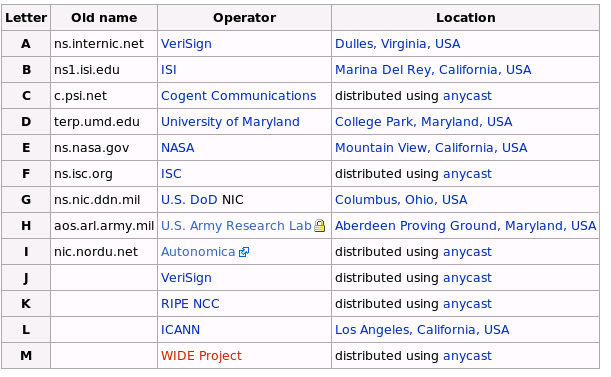 Letter Old name Operator Location
A ns.internic.net VeriSign Dulles, Virginia, USA
B ns1.isi.edu ISI Marina Del Rey, California, USA
C c.psi.net Cogent Communications distributed using anycast
D terp.umd.edu University of Maryland College Park, Maryland, USA
E ns.nasa.gov NASA Mountain View, California, USA
F ns.isc.org ISC distributed using anycast
G ns.nic.ddn.mil U.S. DoD NIC Columbus, Ohio, USA
H aos.arl.army.mil U.S. Army Research Lab Aberdeen Proving Ground, Maryland, USA
I nic.nordu.net Autonomica distributed using anycast
J VeriSign distributed using anycast
K RIPE NCC distributed using anycast
L ICANN Los Angeles, California, USA
M WIDE Project distributed using anycast